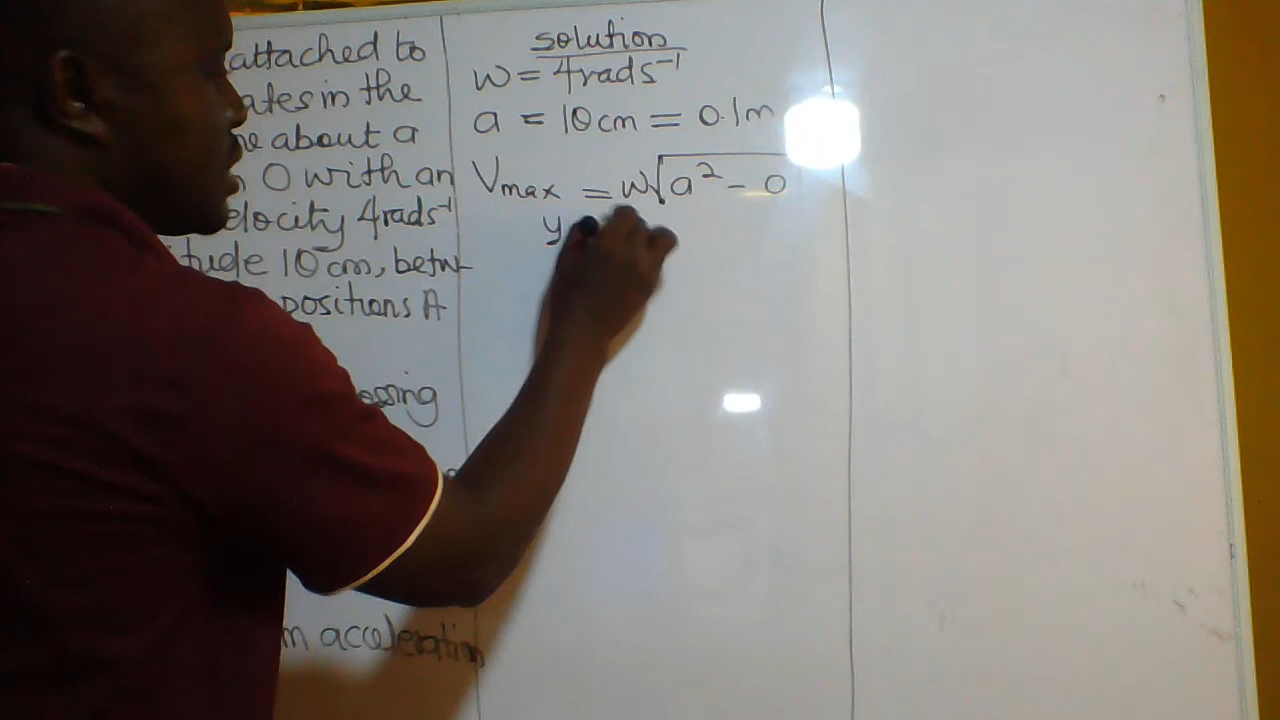 attached to
ates in the
e about a
O with an
elocity 4rads⁻¹
tude 10 cm, betw-
positions A
essing
m acceleration
solution
w = 4rads⁻¹
a = 10cm = 0.1m
Vmax = w√a² - 0
y